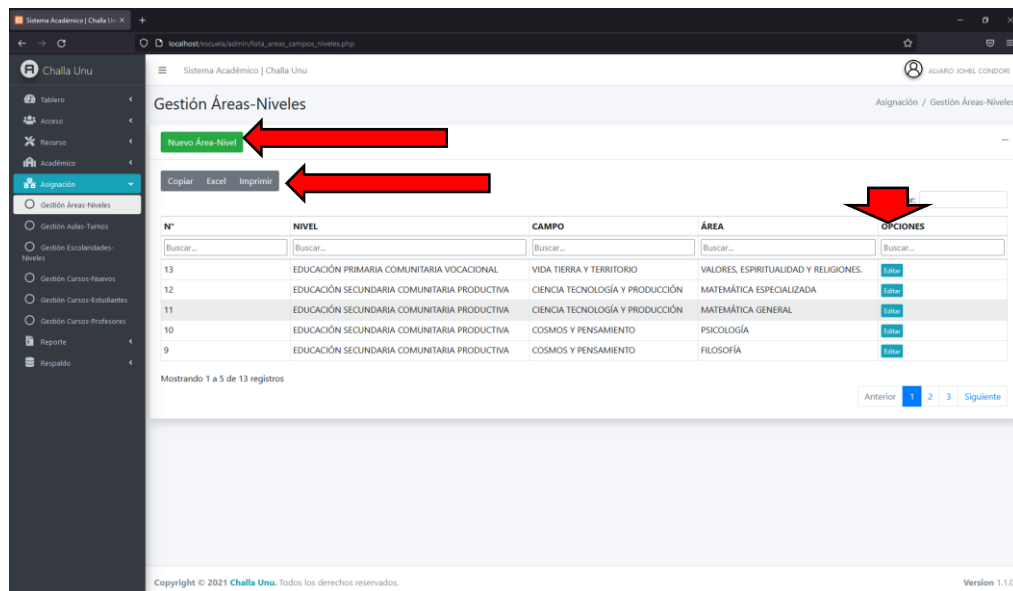 Sistema Académico | Challa Un
localhost/escuela/admin/lista_areas_campos_niveles.php
Challa Unu
Sistema Académico | Challa Unu
ALVARO JOHEL CONDORI
Tablero
Acceso
Recurso
Académico
Asignación
Gestión Áreas-Niveles
Gestión Aulas-Turnos
Gestión Escolaridades-
Niveles
Gestión Cursos-Nuevos
Gestión Cursos-Estudiantes
Gestión Cursos-Profesores
Reporte
Respaldo
Gestión Áreas-Niveles
Asignación / Gestión Áreas-Niveles
Nuevo Área-Nivel
Copiar Excel Imprimir
N° NIVEL CAMPO ÁREA OPCIONES
Buscar... Buscar... Buscar... Buscar... Buscar...
13 EDUCACIÓN PRIMARIA COMUNITARIA VOCACIONAL VIDA TIERRA Y TERRITORIO VALORES, ESPIRITUALIDAD Y RELIGIONES. Editar
12 EDUCACIÓN SECUNDARIA COMUNITARIA PRODUCTIVA CIENCIA TECNOLOGÍA Y PRODUCCIÓN MATEMÁTICA ESPECIALIZADA Editar
11 EDUCACIÓN SECUNDARIA COMUNITARIA PRODUCTIVA CIENCIA TECNOLOGÍA Y PRODUCCIÓN MATEMÁTICA GENERAL Editar
10 EDUCACIÓN SECUNDARIA COMUNITARIA PRODUCTIVA COSMOS Y PENSAMIENTO PSICOLOGÍA Editar
9 EDUCACIÓN SECUNDARIA COMUNITARIA PRODUCTIVA COSMOS Y PENSAMIENTO FILOSOFÍA Editar
Mostrando 1 a 5 de 13 registros
Anterior 1 2 3 Siguiente
Copyright © 2021 Challa Unu. Todos los derechos reservados.
Version 1.1.0